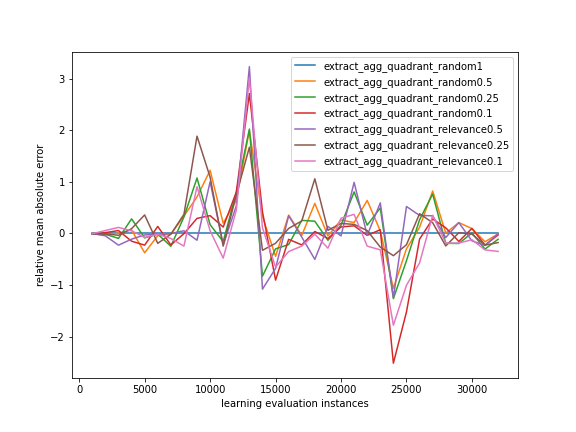 extract_agg_quadrant_random1
extract_agg_quadrant_random0.5
extract_agg_quadrant_random0.25
extract_agg_quadrant_random0.1
extract_agg_quadrant_relevance0.5
extract_agg_quadrant_relevance0.25
extract_agg_quadrant_relevance0.1
relative mean absolute error
3
2
1
0
−1
−2
0 5000 10000 15000 20000 25000 30000
learning evaluation instances